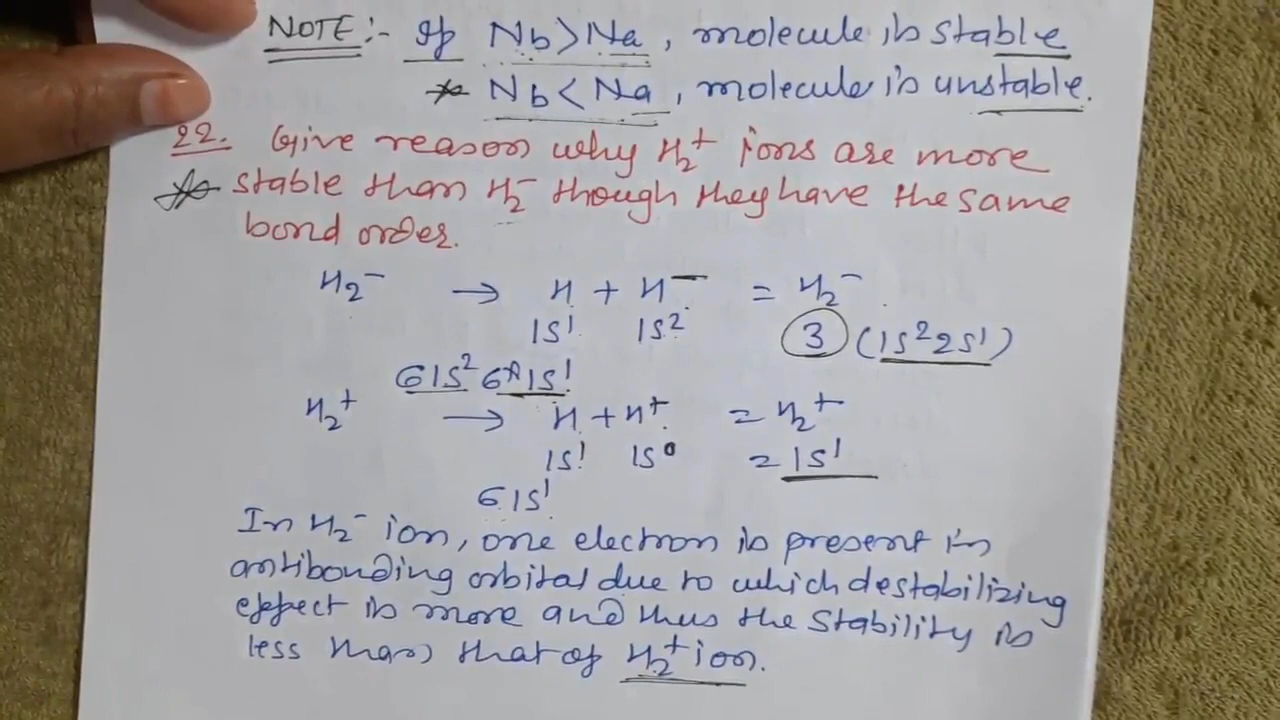 NOTE:- If Nb>Na, molecule is stable
* Nb<Na, molecule is unstable.
22. Give reason why H₂⁺ ions are more
* stable than H₂⁻ though they have the same
bond order.
H₂⁻ → H + H⁻ = H₂⁻
1s¹ 1s² 3 (1s²2s¹)
σ1s² σ*1s¹
H₂⁺ → H + H⁺ = H₂⁺
1s¹ 1s⁰ = 1s¹
σ1s¹
In H₂⁻ ion, one electron is present in
antibonding orbital due to which destabilizing
effect is more and thus the stability is
less than that of H₂⁺ ion.